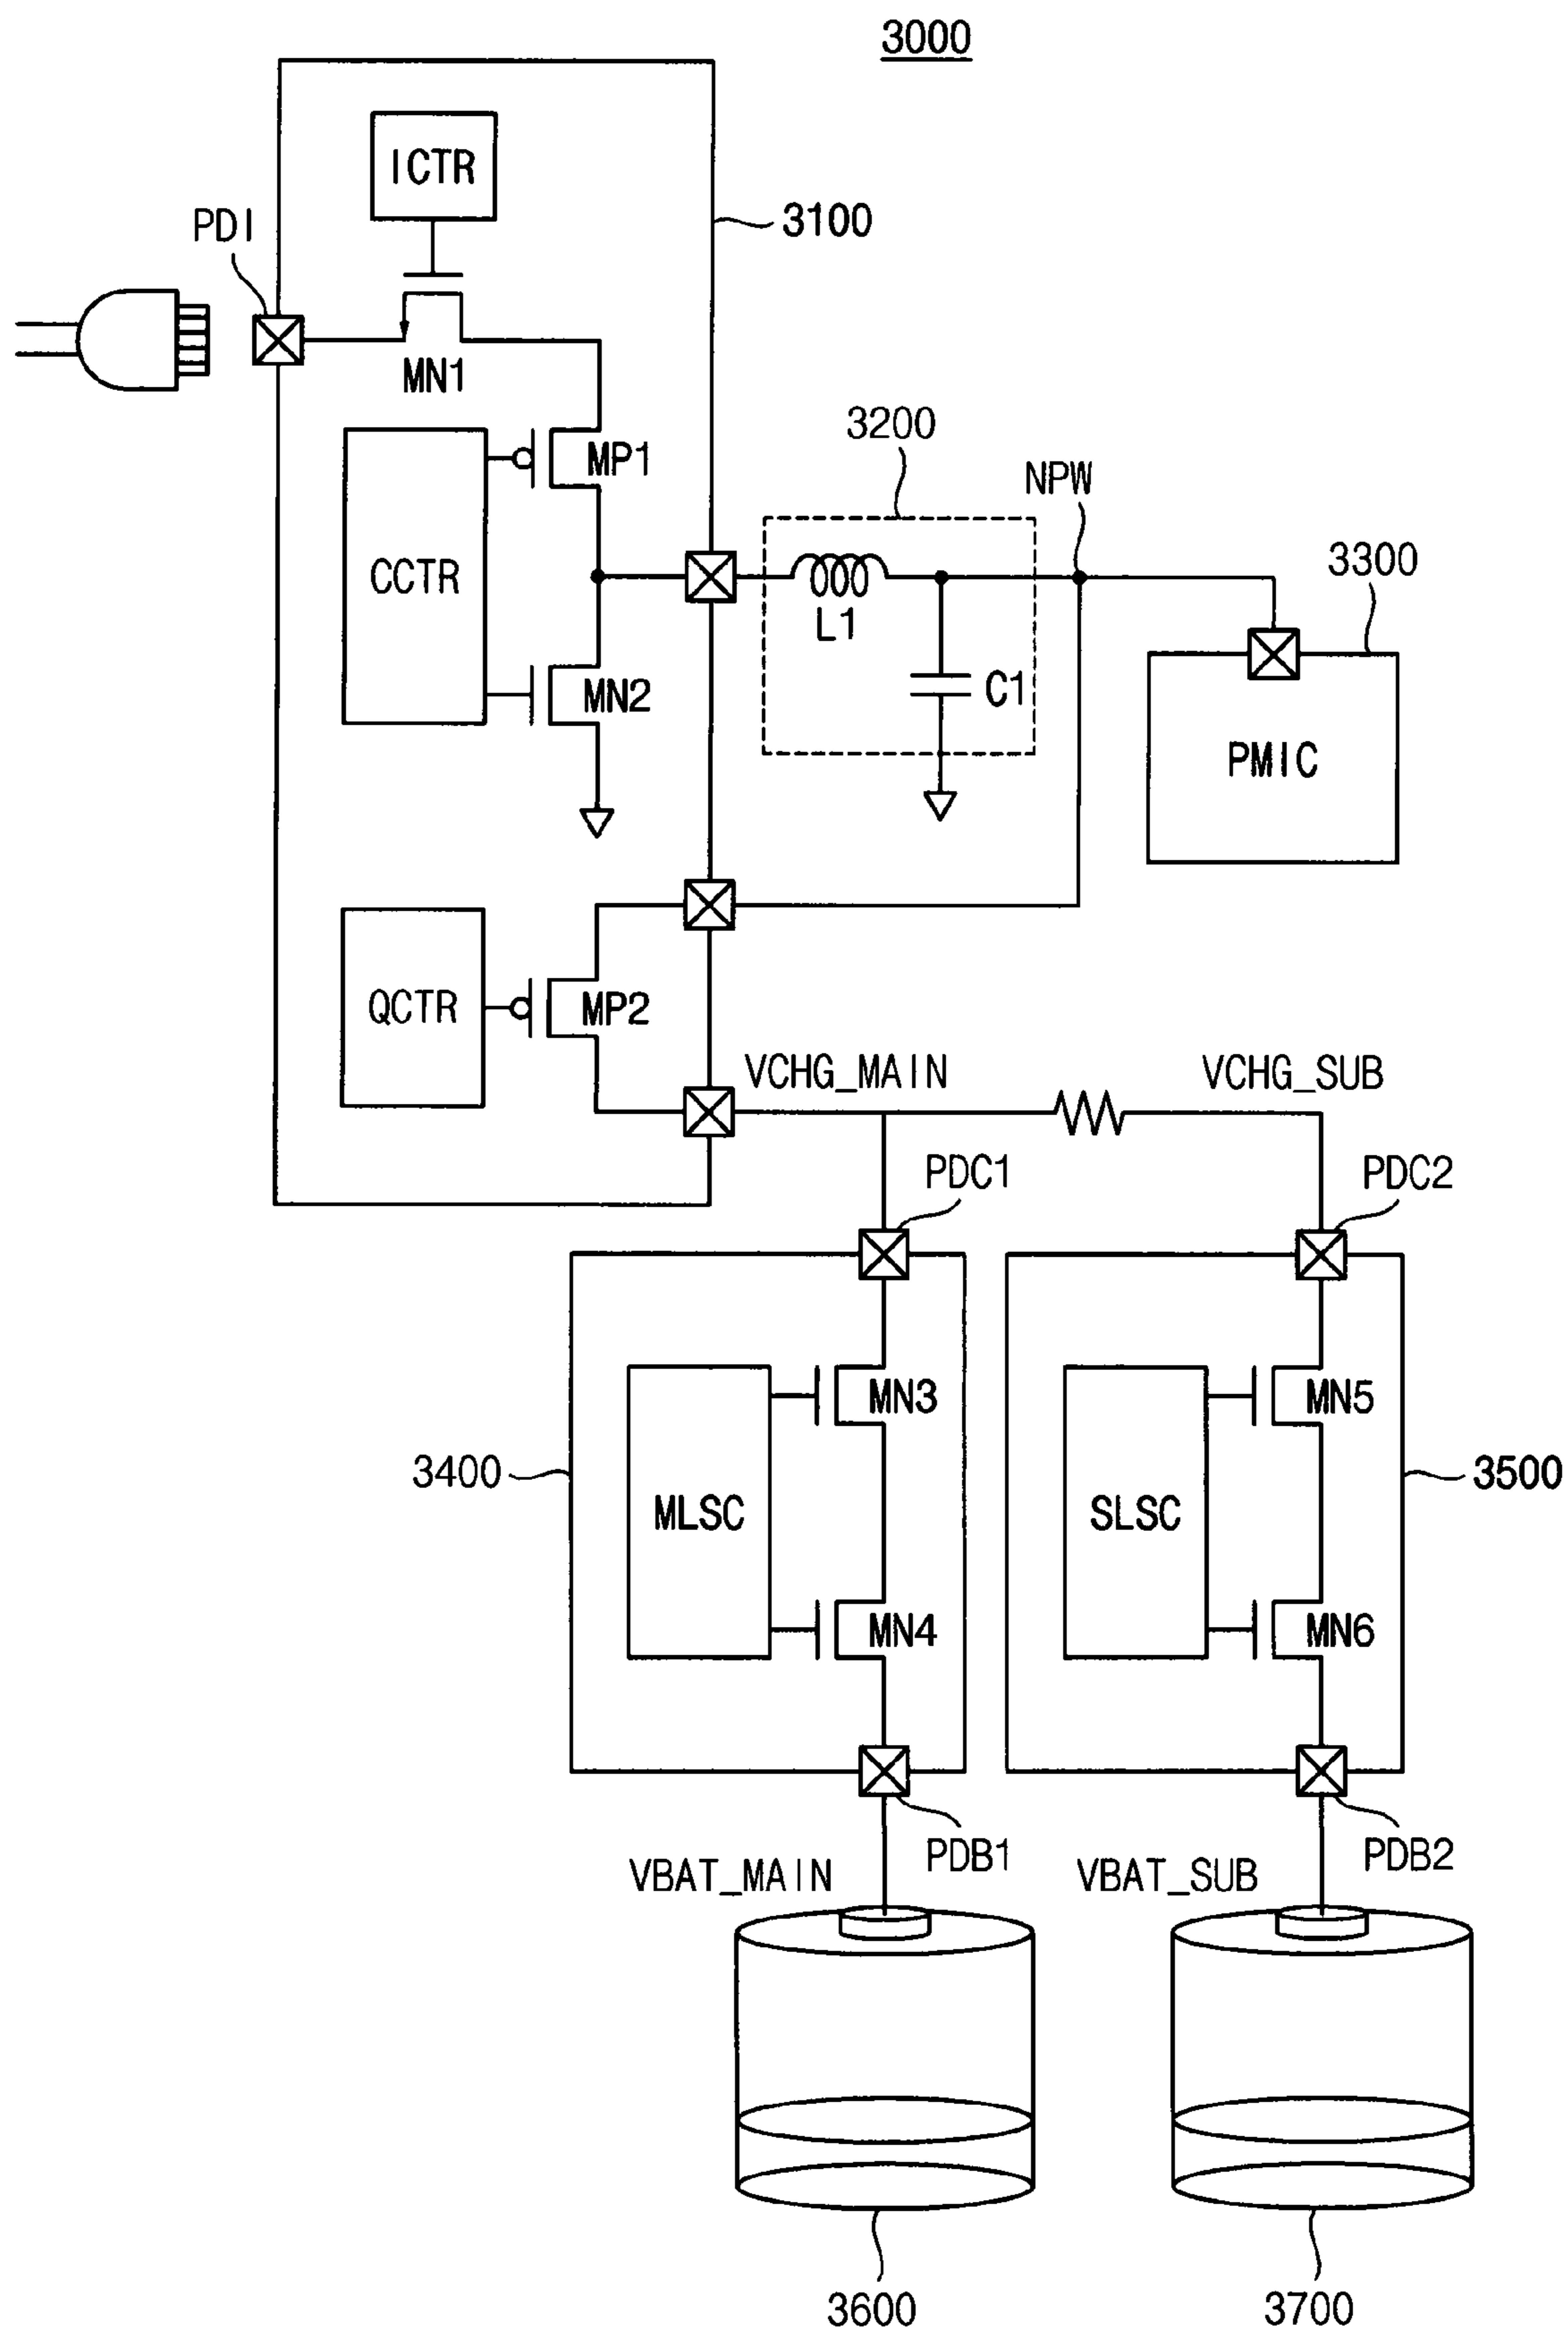 3000
ICTR
PDI
3100
MN1
3200
MP1
NPW
3300
CCTR
L1
C1
MN2
PMIC
QCTR
MP2
VCHG_MAIN
VCHG_SUB
PDC1
PDC2
MN3
MN5
3400
3500
MLSC
SLSC
MN4
MN6
PDB1
PDB2
VBAT_MAIN
VBAT_SUB
3600
3700